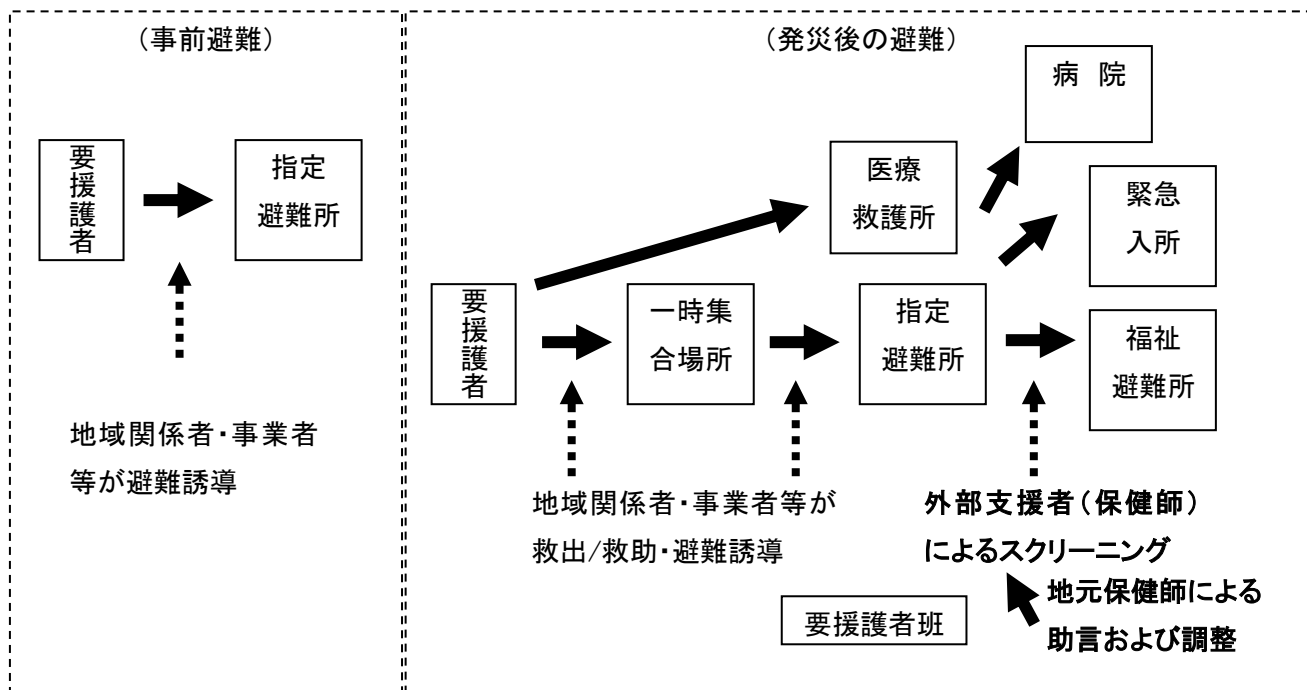 （事前避難）
要援護者
指定
避難所
地域関係者・事業者
等が避難誘導
（発災後の避難）
病　院
医療
救護所
緊急
入所
要援護者
一時集
合場所
指定
避難所
福祉
避難所
地域関係者・事業者等が
救出/救助・避難誘導
外部支援者（保健師）
によるスクリーニング
地元保健師による
助言および調整
要援護者班